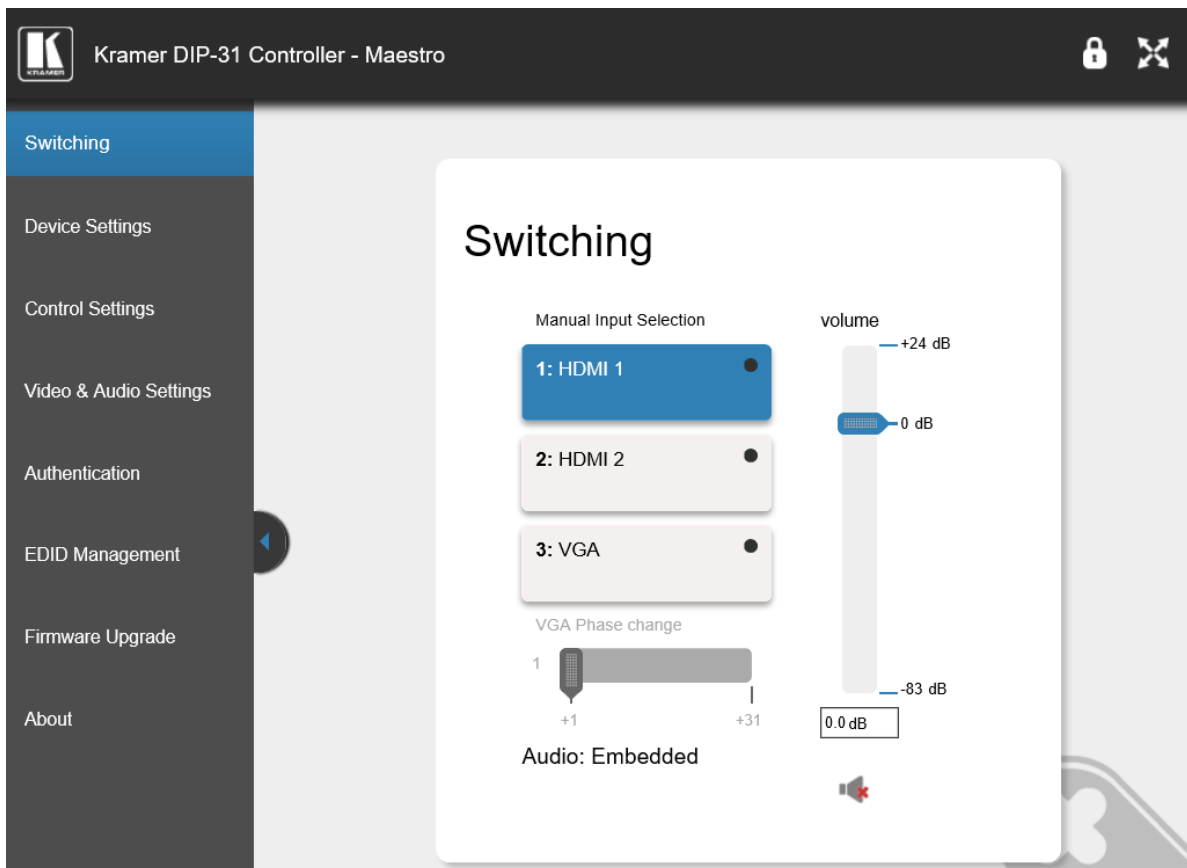 KRAMER
Kramer DIP-31 Controller - Maestro
Switching
Device Settings
Control Settings
Video & Audio Settings
Authentication
EDID Management
Firmware Upgrade
About
Switching
Manual Input Selection
1: HDMI 1
2: HDMI 2
3: VGA
VGA Phase change
1
+1
+31
Audio: Embedded
volume
+24 dB
0 dB
-83 dB
0.0 dB